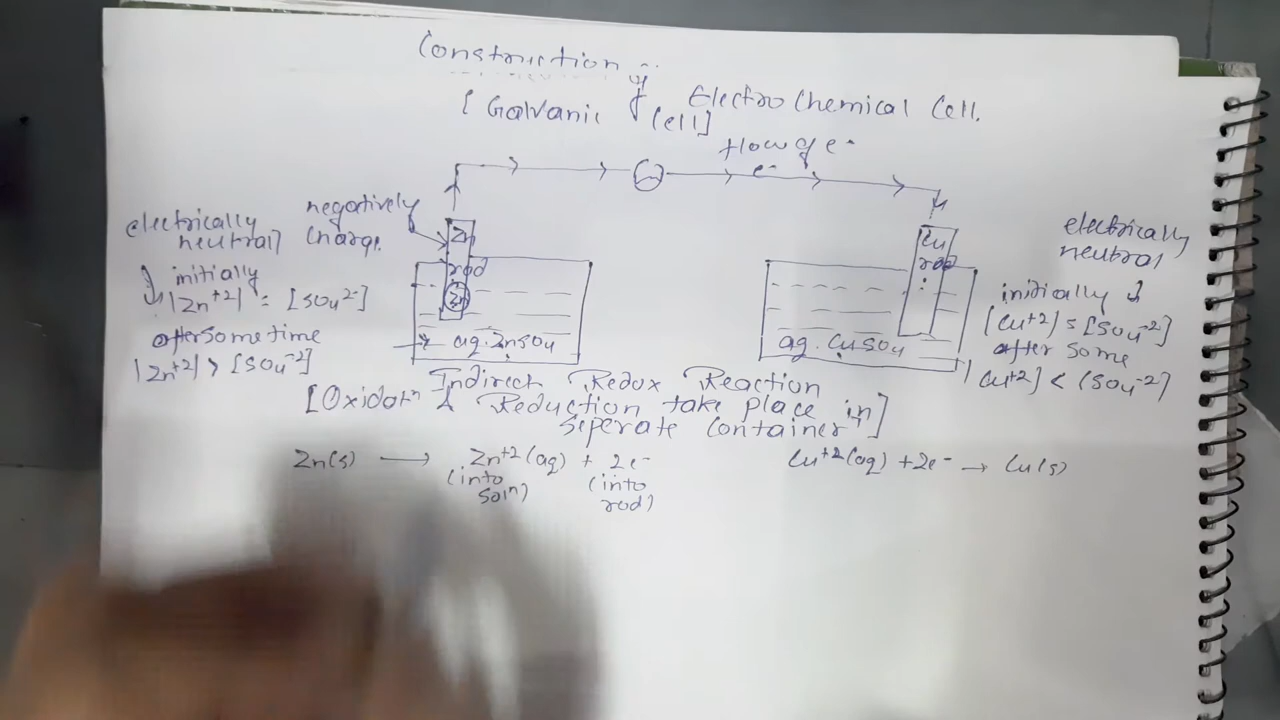 Construction of
Electro Chemical Cell.
[Galvanic Cell]
flow of e-
e-
electrically
neutral
negatively
charge
Zn
rod
Zn
initially
[Zn+2] = [SO4 2-]
after some time
[Zn+2] > [SO4-2]
aq. ZnSO4
Cu
rod
aq. CuSO4
electrically
neutral
initially
[Cu+2] = [SO4-2]
after some
[Cu+2] < [SO4-2]
Indirect Redox Reaction
[Oxidatn & Reduction take place in
Seperate Container]
Zn(s) → Zn+2(aq) + 2e-
(into
soln)
(into
rod)
Cu+2(aq) + 2e- → Cu(s)